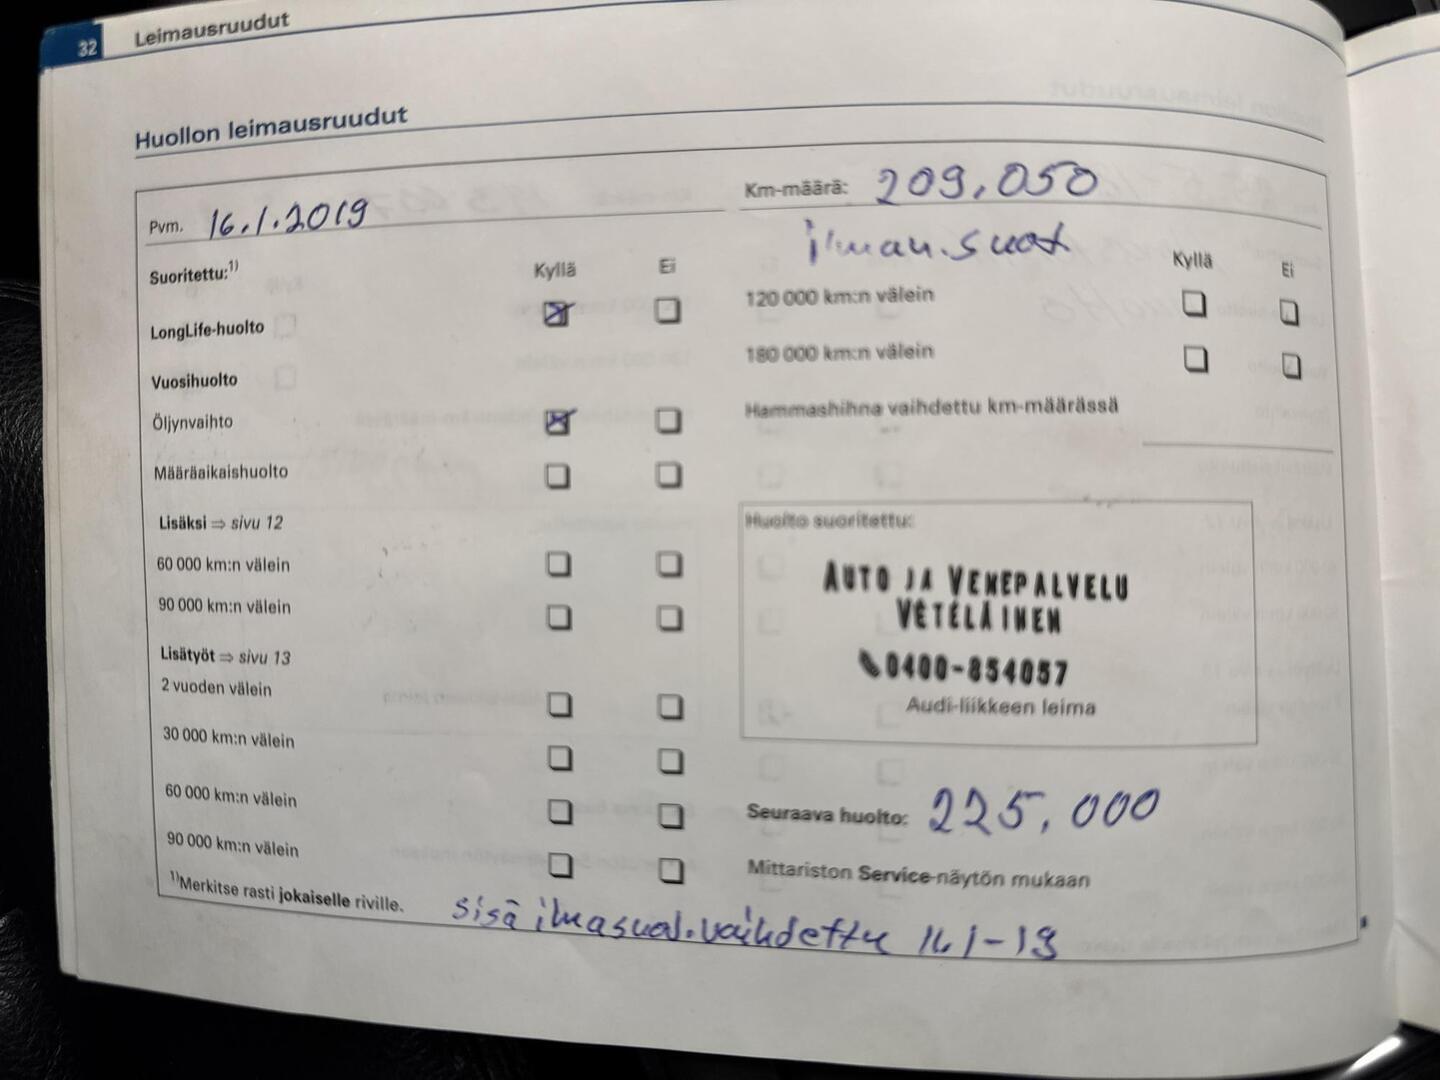 32 Leimausruudut
Huollon leimausruudut
Pvm. 16.1.2019
Suoritettu:1) Kyllä Ei
LongLife-huolto
Vuosihuolto
Öljynvaihto
Määräaikaishuolto
Lisäksi ⇒ sivu 12
60 000 km:n välein
90 000 km:n välein
Lisätyöt ⇒ sivu 13
2 vuoden välein
30 000 km:n välein
60 000 km:n välein
90 000 km:n välein
1)Merkitse rasti jokaiselle riville.
Km-määrä: 209.050
ilman.suot
Kyllä Ei
120 000 km:n välein
180 000 km:n välein
Hammashihna vaihdettu km-määrässä
Huolto suoritettu:
AUTO JA VENEPALVELU
VETELÄINEN
0400-854057
Audi-liikkeen leima
Seuraava huolto: 225.000
Mittariston Service-näytön mukaan
sisä ilmasuod.vaihdettu 16.1-19